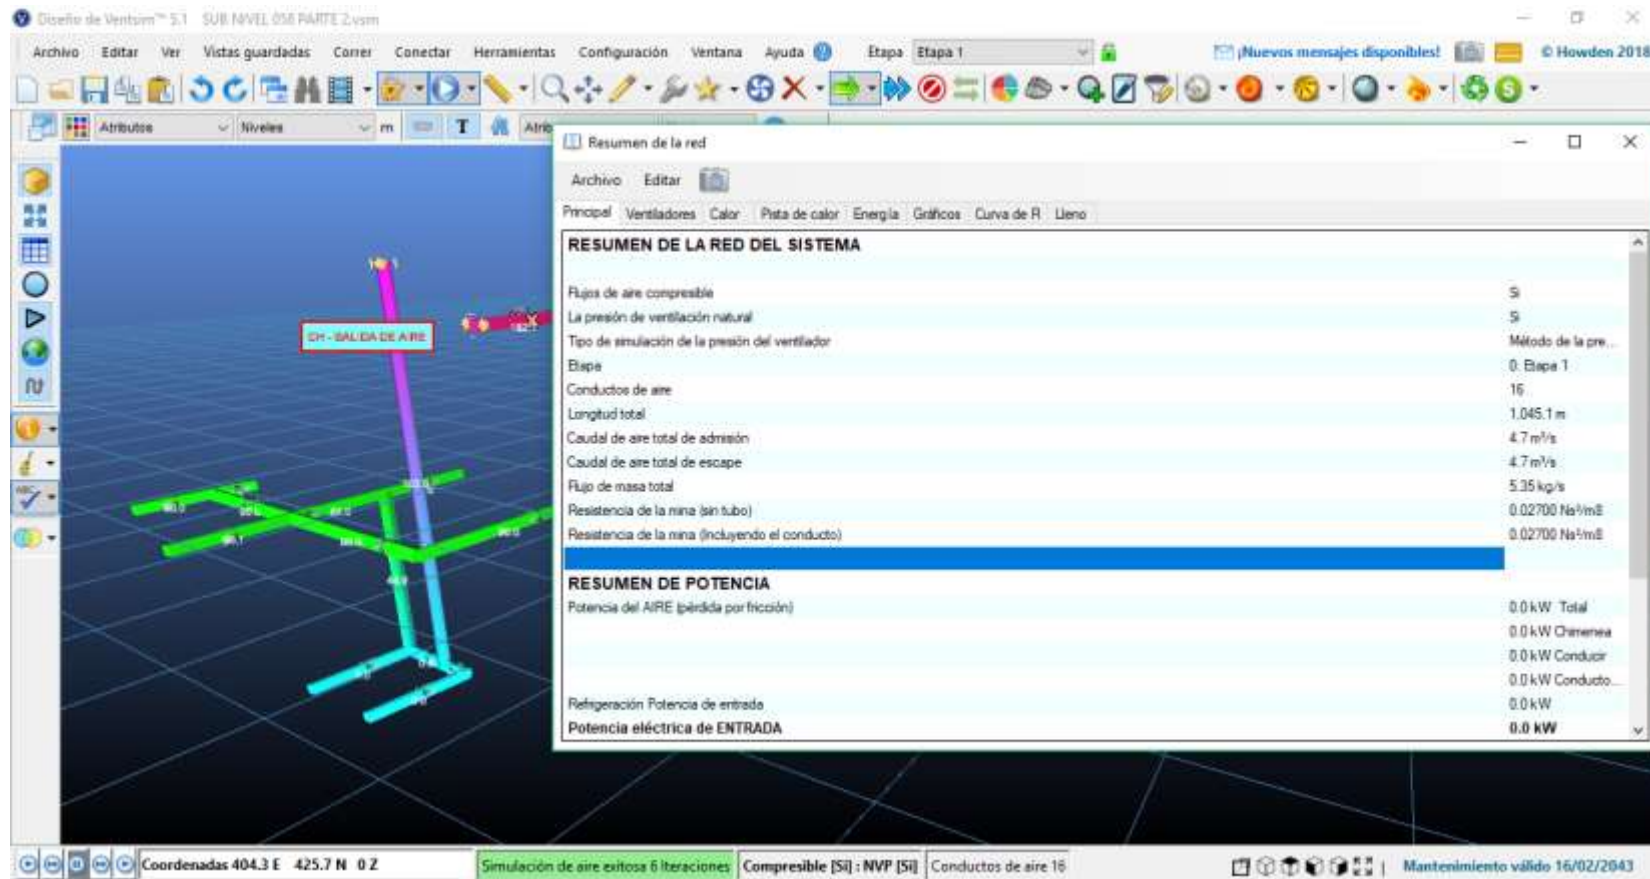 Diseño de Ventsim™ 5.1 SUB NIVEL 058 PARTE 2.vsm
Archivo Editar Ver Vistas guardadas Correr Conectar Herramientas Configuración Ventana Ayuda Etapa Etapa 1 ¡Nuevos mensajes disponibles! © Howden 2018
Atributos Niveles m T
Resumen de la red
Archivo Editar
Principal Ventiladores Calor Pista de calor Energía Gráficos Curva de R Lleno
RESUMEN DE LA RED DEL SISTEMA
Flujos de aire compresible Si
La presión de ventilación natural Si
Tipo de simulación de la presión del ventilador Método de la pre...
Etapa 0: Etapa 1
Conductos de aire 16
Longitud total 1.045.1 m
Caudal de aire total de admisión 4.7 m³/s
Caudal de aire total de escape 4.7 m³/s
Flujo de masa total 5.35 kg/s
Resistencia de la mina (sin tubo) 0.02700 Ns²/m8
Resistencia de la mina (Incluyendo el conducto) 0.02700 Ns²/m8
RESUMEN DE POTENCIA
Potencia del AIRE (pérdida por fricción) 0.0 kW Total
0.0 kW Chimenea
0.0 kW Conducir
0.0 kW Conducto...
Refrigeración Potencia de entrada 0.0 kW
Potencia eléctrica de ENTRADA 0.0 kW
CH - SALIDA DE AIRE
Coordenadas 404.3 E 425.7 N 0 Z
Simulación de aire exitosa 6 Iteraciones
Compresible [Si] : NVP [Si]
Conductos de aire 16
Mantenimiento válido 16/02/2043